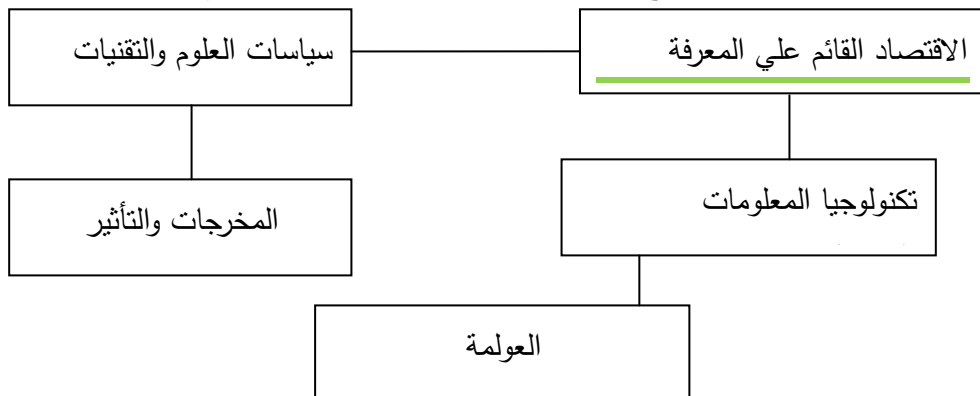 الاقتصاد القائم علي المعرفة
سياسات العلوم والتقنيات
تكنولوجيا المعلومات
المخرجات والتأثير
العولمة